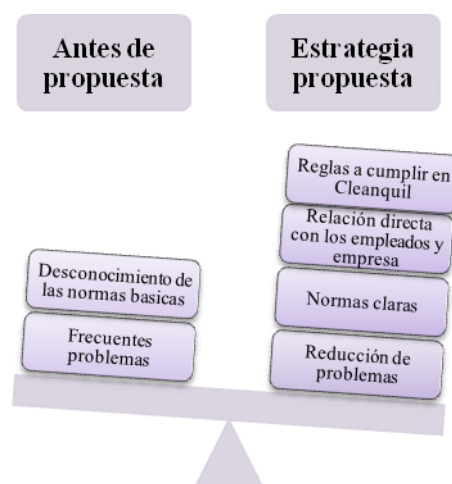 Antes de
propuesta
Estrategia
propuesta
Desconocimiento de
las normas basicas
Frecuentes
problemas
Reglas a cumplir en
Cleanquil
Relación directa
con los empleados y
empresa
Normas claras
Reducción de
problemas